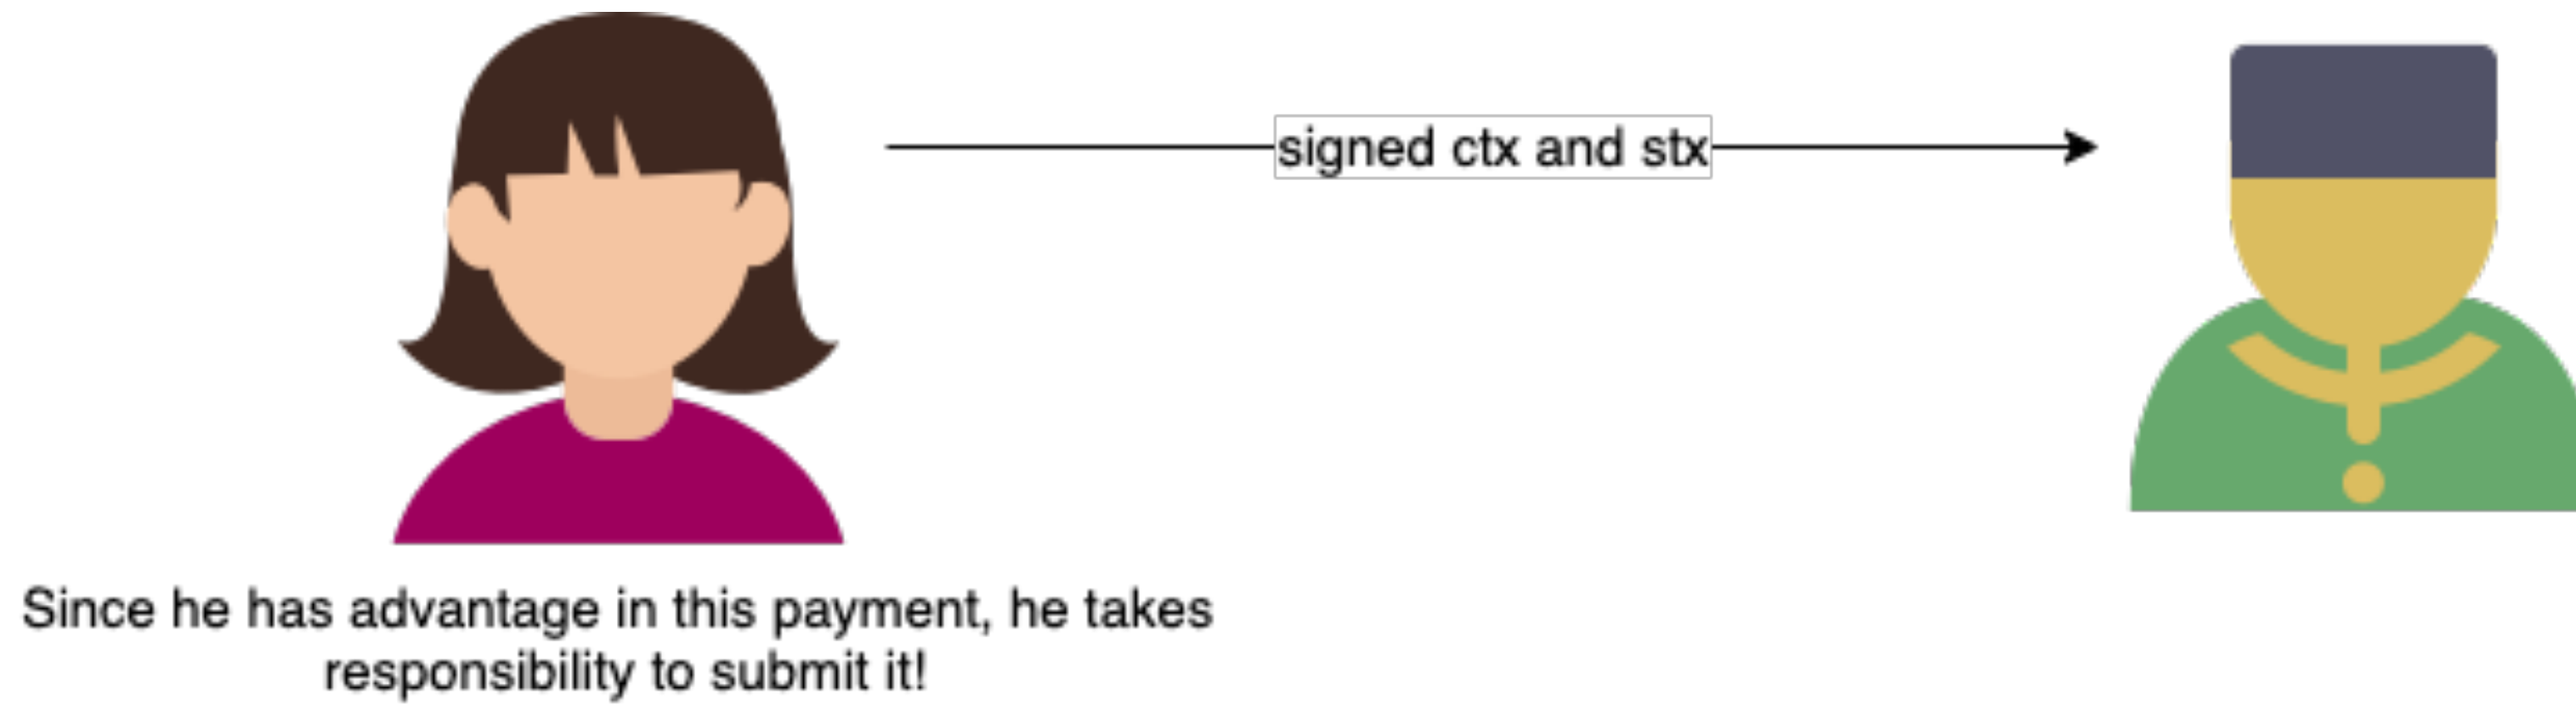 signed ctx and stx
Since he has advantage in this payment, he takes
responsibility to submit it!